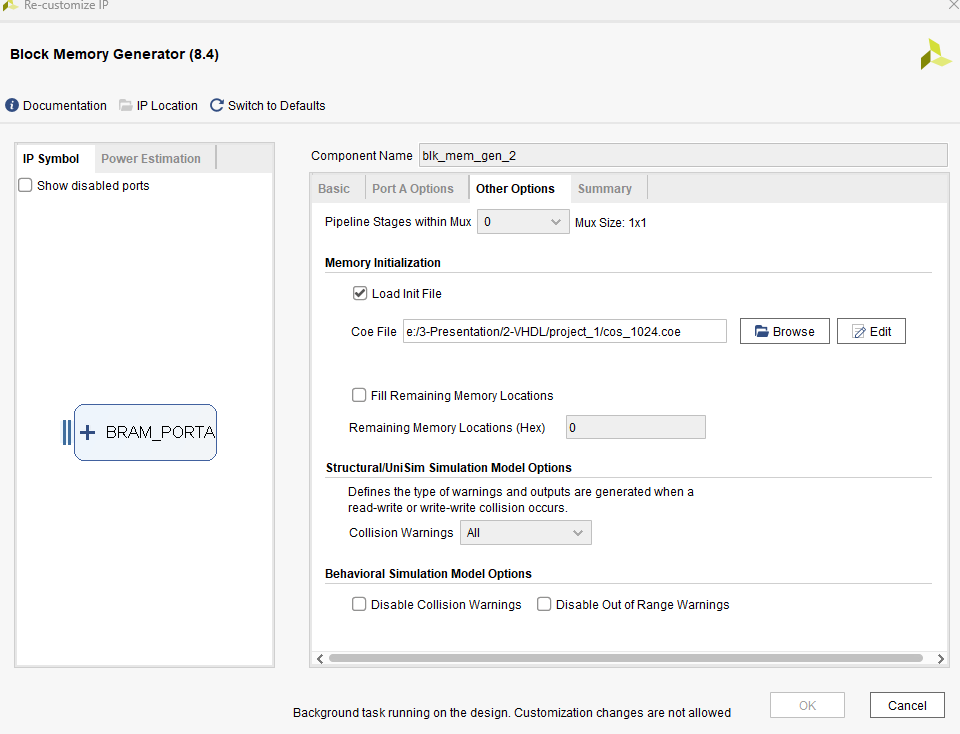 Re-customize IP
Block Memory Generator (8.4)
Documentation IP Location Switch to Defaults
IP Symbol Power Estimation
Show disabled ports
BRAM_PORTA
Component Name blk_mem_gen_2
Basic Port A Options Other Options Summary
Pipeline Stages within Mux 0 Mux Size: 1x1
Memory Initialization
Load Init File
Coe File e:/3-Presentation/2-VHDL/project_1/cos_1024.coe Browse Edit
Fill Remaining Memory Locations
Remaining Memory Locations (Hex) 0
Structural/UniSim Simulation Model Options
Defines the type of warnings and outputs are generated when a
read-write or write-write collision occurs.
Collision Warnings All
Behavioral Simulation Model Options
Disable Collision Warnings Disable Out of Range Warnings
Background task running on the design. Customization changes are not allowed OK Cancel